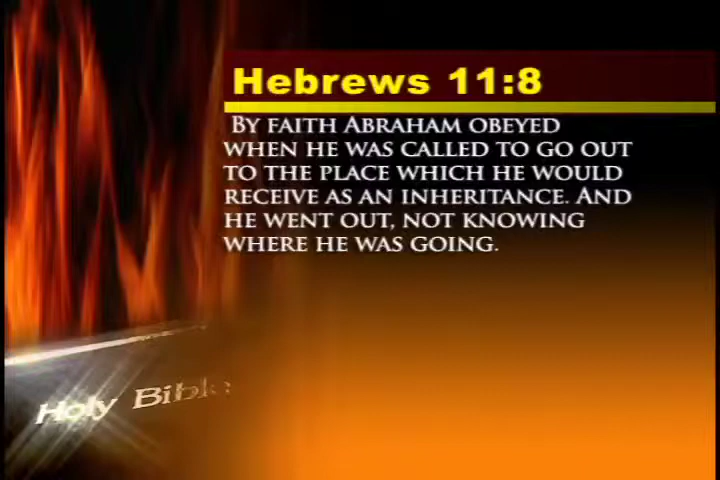 Hebrews 11:8
By faith Abraham obeyed
when he was called to go out
to the place which he would
receive as an inheritance. And
he went out, not knowing
where he was going.
Holy Bible